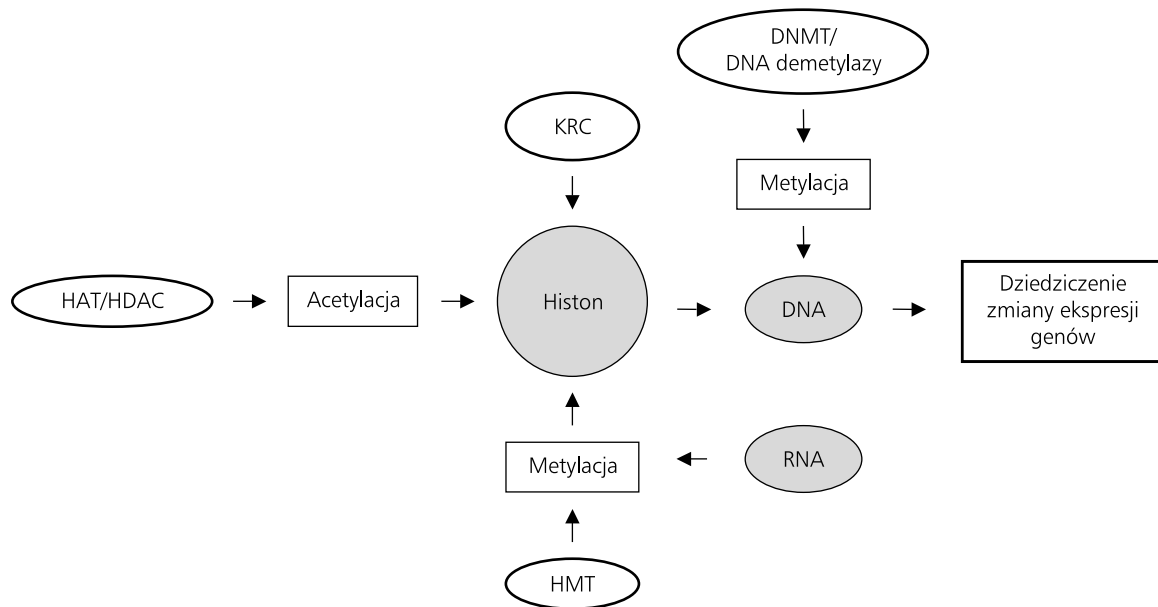 DNMT/
DNA demetylazy
KRC
Metylacja
HAT/HDAC
Acetylacja
Histon
DNA
Dziedziczenie
zmiany ekspresji
genów
Metylacja
RNA
HMT